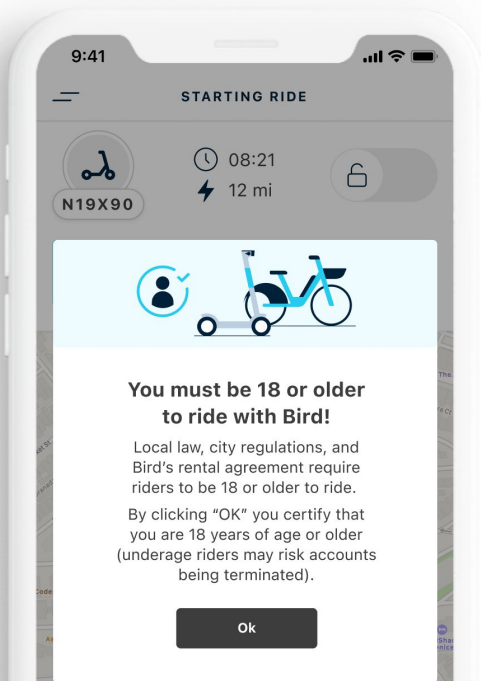 9:41
STARTING RIDE
08:21
12 mi
N19X90
You must be 18 or older
to ride with Bird!
Local law, city regulations, and
Bird’s rental agreement require
riders to be 18 or older to ride.
By clicking “OK” you certify that
you are 18 years of age or older
(underage riders may risk accounts
being terminated).
Ok